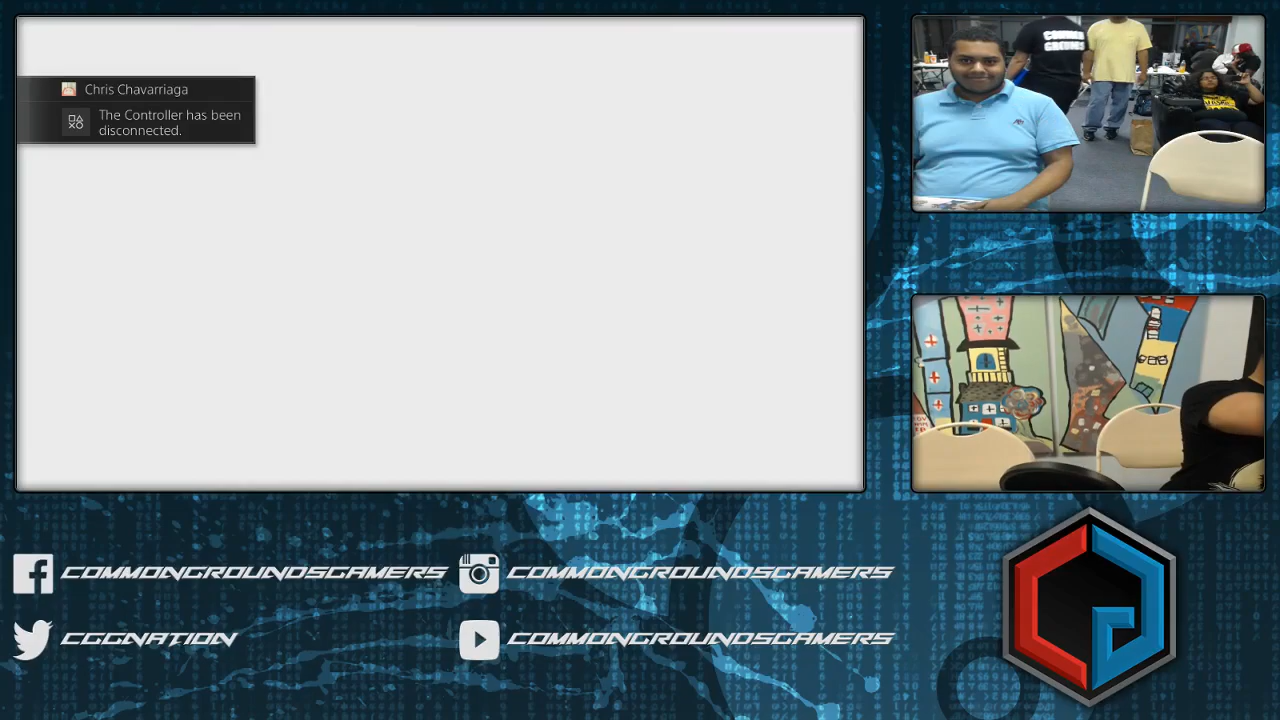 Chris Chavarriaga
The Controller has been
disconnected.
COMMONGROUNDSGAMERS
COMMONGROUNDSGAMERS
CGGNATION
COMMONGROUNDSGAMERS